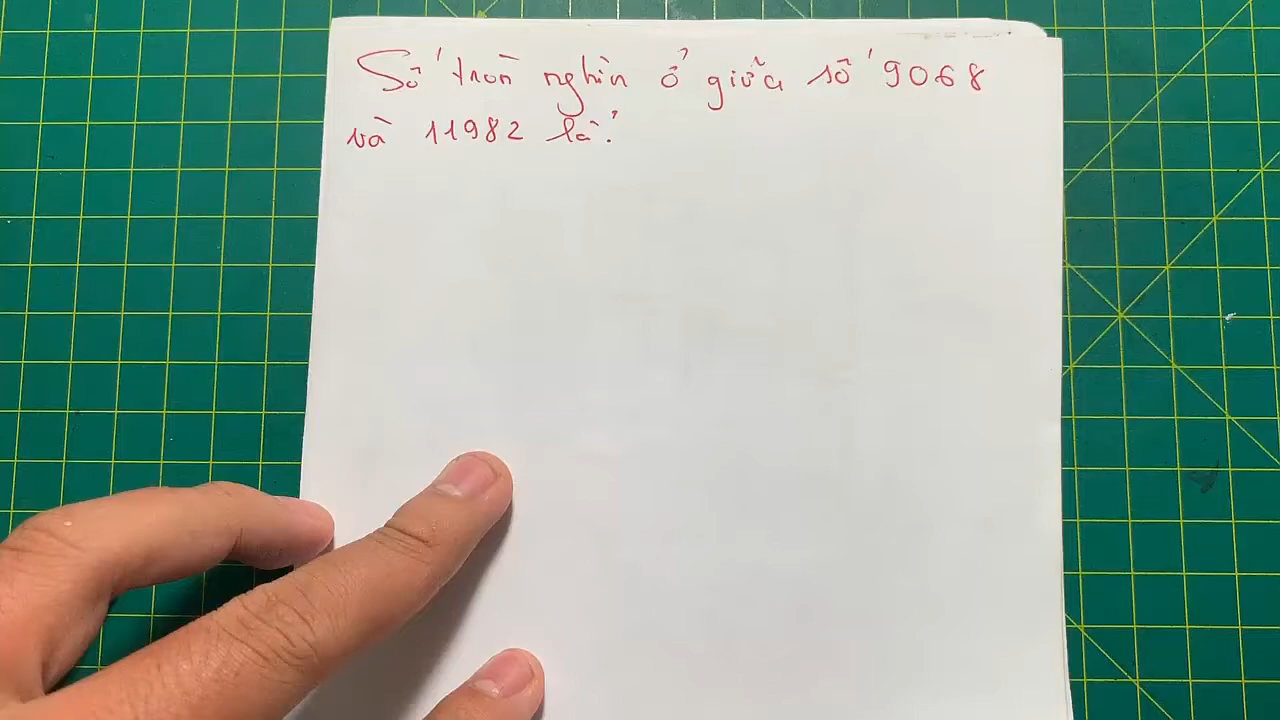 Số tròn nghìn ở giữa số 9068
và 11982 là?